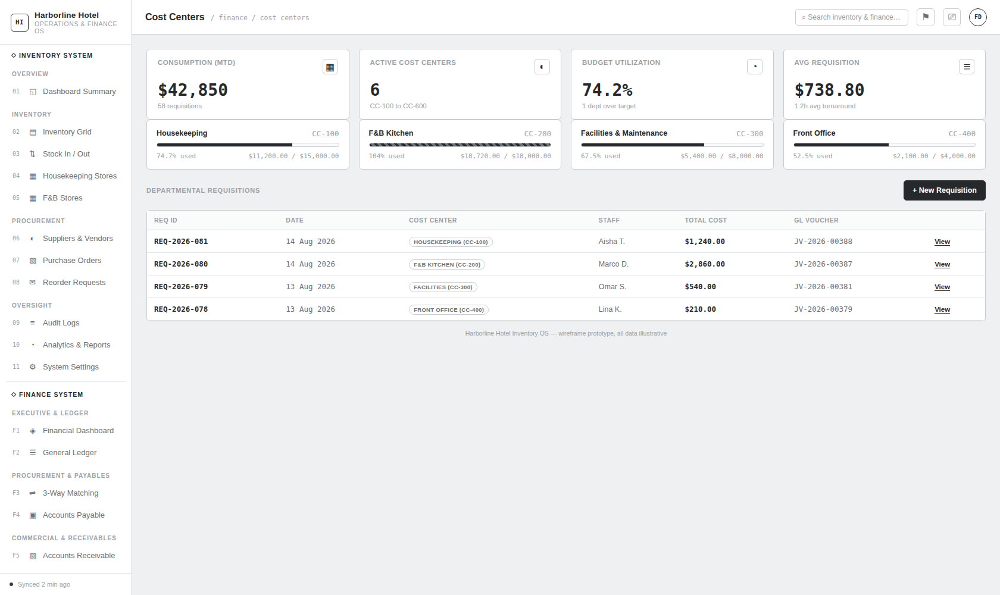 HI
Harborline Hotel
OPERATIONS & FINANCE
OS
INVENTORY SYSTEM
OVERVIEW
01 Dashboard Summary
INVENTORY
02 Inventory Grid
03 Stock In / Out
04 Housekeeping Stores
05 F&B Stores
PROCUREMENT
06 Suppliers & Vendors
07 Purchase Orders
08 Reorder Requests
OVERSIGHT
09 Audit Logs
10 Analytics & Reports
11 System Settings
FINANCE SYSTEM
EXECUTIVE & LEDGER
F1 Financial Dashboard
F2 General Ledger
PROCUREMENT & PAYABLES
F3 3-Way Matching
F4 Accounts Payable
COMMERCIAL & RECEIVABLES
F5 Accounts Receivable
Synced 2 min ago
Cost Centers / finance / cost centers
Search inventory & finance…
FD
CONSUMPTION (MTD)
$42,850
58 requisitions
ACTIVE COST CENTERS
6
CC-100 to CC-600
BUDGET UTILIZATION
74.2%
1 dept over target
AVG REQUISITION
$738.80
1.2h avg turnaround
Housekeeping CC-100
74.7% used $11,200.00 / $15,000.00
F&B Kitchen CC-200
104% used $18,720.00 / $18,000.00
Facilities & Maintenance CC-300
67.5% used $5,400.00 / $8,000.00
Front Office CC-400
52.5% used $2,100.00 / $4,000.00
DEPARTMENTAL REQUISITIONS
+ New Requisition
REQ ID DATE COST CENTER STAFF TOTAL COST GL VOUCHER
REQ-2026-081 14 Aug 2026 HOUSEKEEPING (CC-100) Aisha T. $1,240.00 JV-2026-00388 View
REQ-2026-080 14 Aug 2026 F&B KITCHEN (CC-200) Marco D. $2,860.00 JV-2026-00387 View
REQ-2026-079 13 Aug 2026 FACILITIES (CC-300) Omar S. $540.00 JV-2026-00381 View
REQ-2026-078 13 Aug 2026 FRONT OFFICE (CC-400) Lina K. $210.00 JV-2026-00379 View
Harborline Hotel Inventory OS — wireframe prototype, all data illustrative